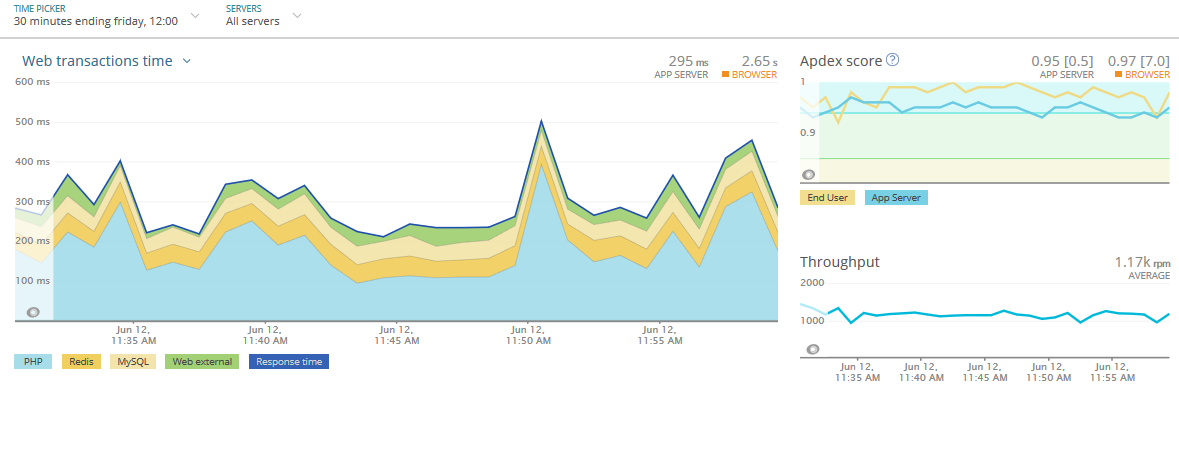 TIME PICKER
30 minutes ending friday, 12:00
SERVERS
All servers
Web transactions time
295 ms
APP SERVER
2.65 s
BROWSER
600 ms
500 ms
400 ms
300 ms
200 ms
100 ms
Jun 12,
11:35 AM
Jun 12,
11:40 AM
Jun 12,
11:45 AM
Jun 12,
11:50 AM
Jun 12,
11:55 AM
PHP
Redis
MySQL
Web external
Response time
Apdex score ?
0.95 [0.5]
APP SERVER
0.97 [7.0]
BROWSER
1
0.9
End User
App Server
Throughput
1.17k rpm
AVERAGE
2000
1000
Jun 12,
11:35 AM
Jun 12,
11:40 AM
Jun 12,
11:45 AM
Jun 12,
11:50 AM
Jun 12,
11:55 AM